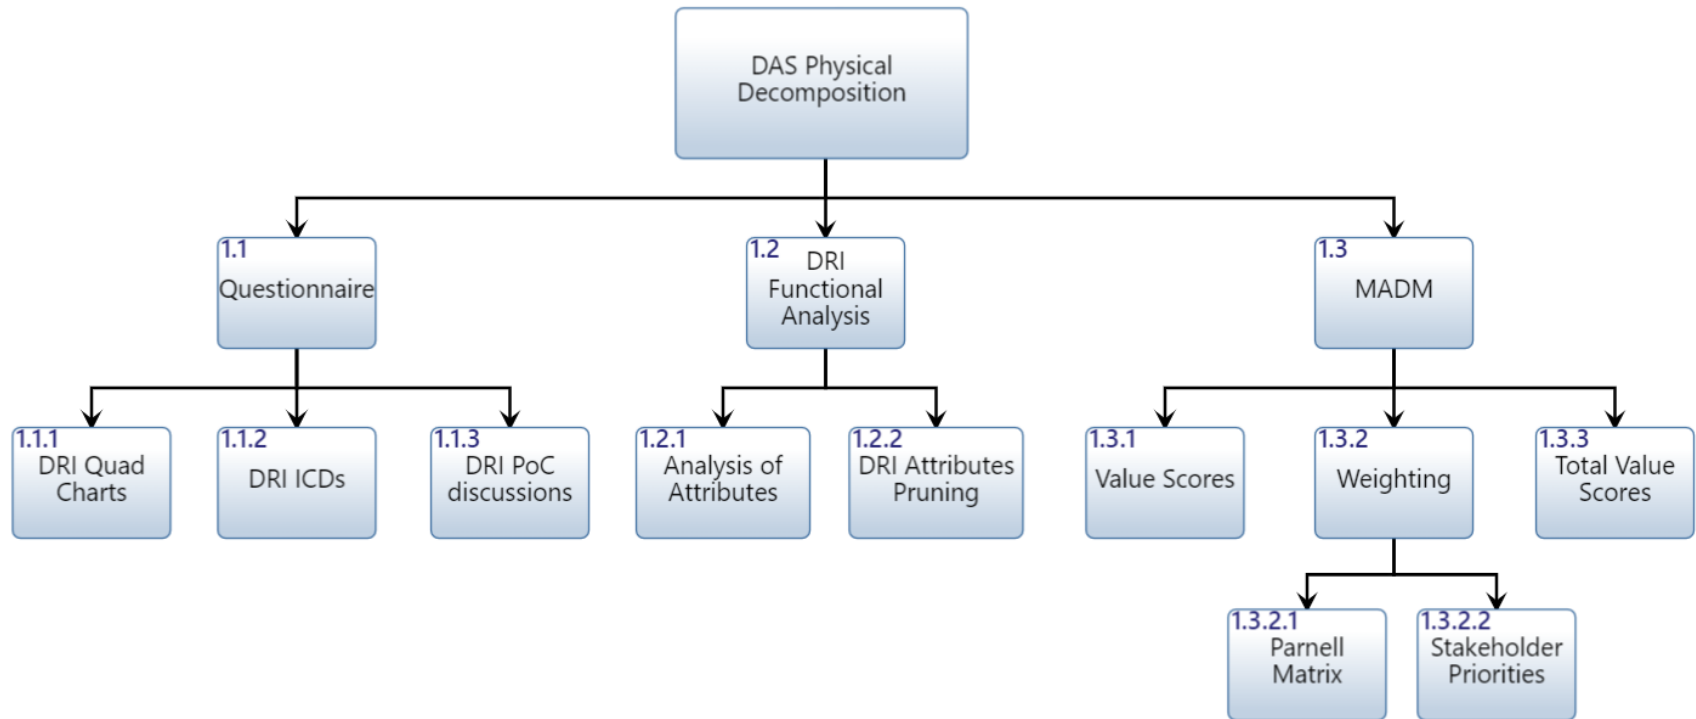 DAS Physical
Decomposition
1.1
Questionnaire
1.2
DRI
Functional
Analysis
1.3
MADM
1.1.1
DRI Quad
Charts
1.1.2
DRI ICDs
1.1.3
DRI PoC
discussions
1.2.1
Analysis of
Attributes
1.2.2
DRI Attributes
Pruning
1.3.1
Value Scores
1.3.2
Weighting
1.3.3
Total Value
Scores
1.3.2.1
Parnell
Matrix
1.3.2.2
Stakeholder
Priorities